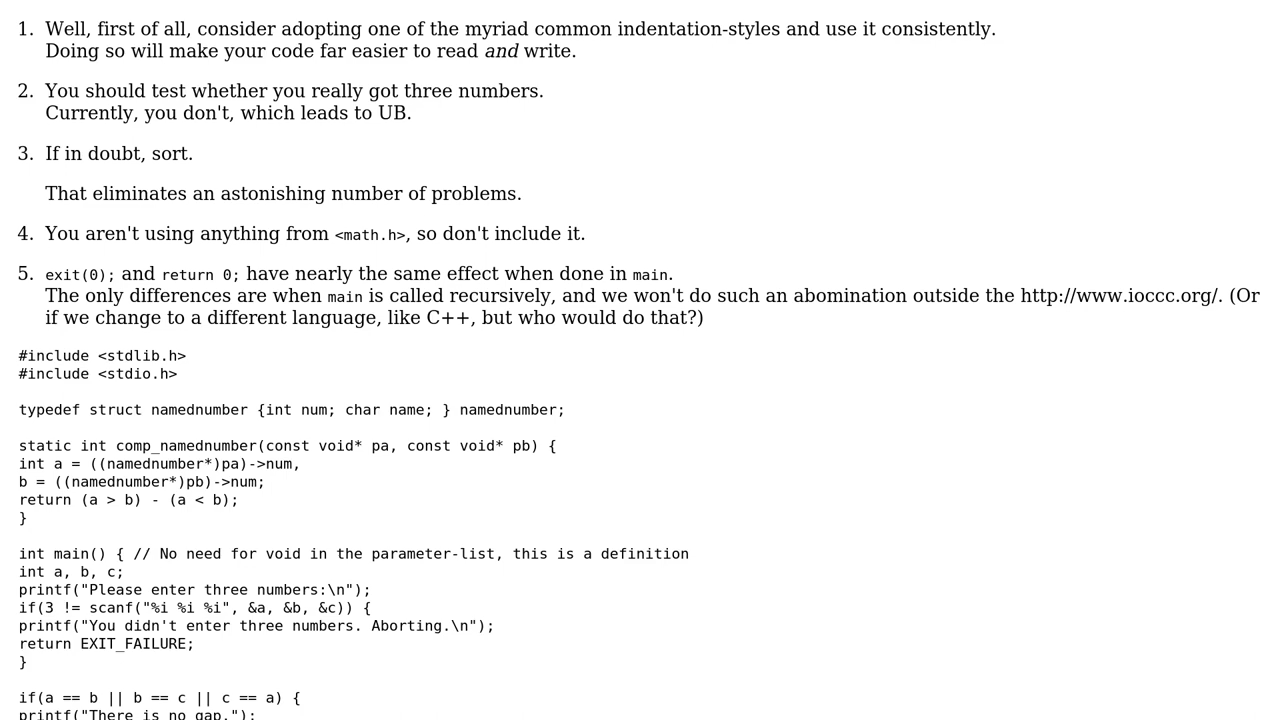 1. Well, first of all, consider adopting one of the myriad common indentation-styles and use it consistently.
Doing so will make your code far easier to read and write.
2. You should test whether you really got three numbers.
Currently, you don't, which leads to UB.
3. If in doubt, sort.
That eliminates an astonishing number of problems.
4. You aren't using anything from <math.h>, so don't include it.
5. exit(0); and return 0; have nearly the same effect when done in main.
The only differences are when main is called recursively, and we won't do such an abomination outside the http://www.ioccc.org/. (Or
if we change to a different language, like C++, but who would do that?)
#include <stdlib.h>
#include <stdio.h>
typedef struct namednumber {int num; char name; } namednumber;
static int comp_namednumber(const void* pa, const void* pb) {
int a = ((namednumber*)pa)->num,
b = ((namednumber*)pb)->num;
return (a > b) - (a < b);
}
int main() { // No need for void in the parameter-list, this is a definition
int a, b, c;
printf("Please enter three numbers:\n");
if(3 != scanf("%i %i %i", &a, &b, &c)) {
printf("You didn't enter three numbers. Aborting.\n");
return EXIT_FAILURE;
}
if(a == b || b == c || c == a) {
printf("There is no gap.");